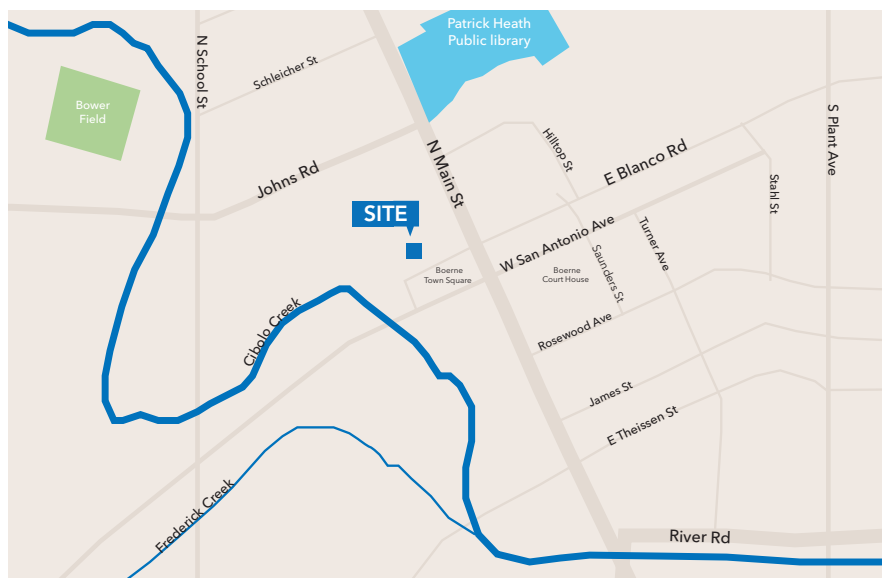 Patrick Heath
Public library
N School St
Schleicher St
Bower
Field
S Plant Ave
Hilltop St
N Main St
E Blanco Rd
Johns Rd
Stahl St
SITE
W San Antonio Ave
Turner Ave
Saunders St
Boerne
Town Square
Boerne
Court House
Cibolo Creek
Rosewood Ave
James St
E Theissen St
Frederick Creek
River Rd